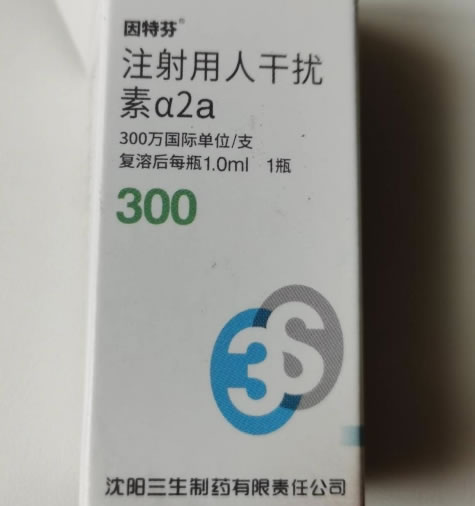 因特芬®
注射用人干扰
素α2a
300万国际单位/支
复溶后每瓶1.0ml 1瓶
300
3S
沈阳三生制药有限责任公司